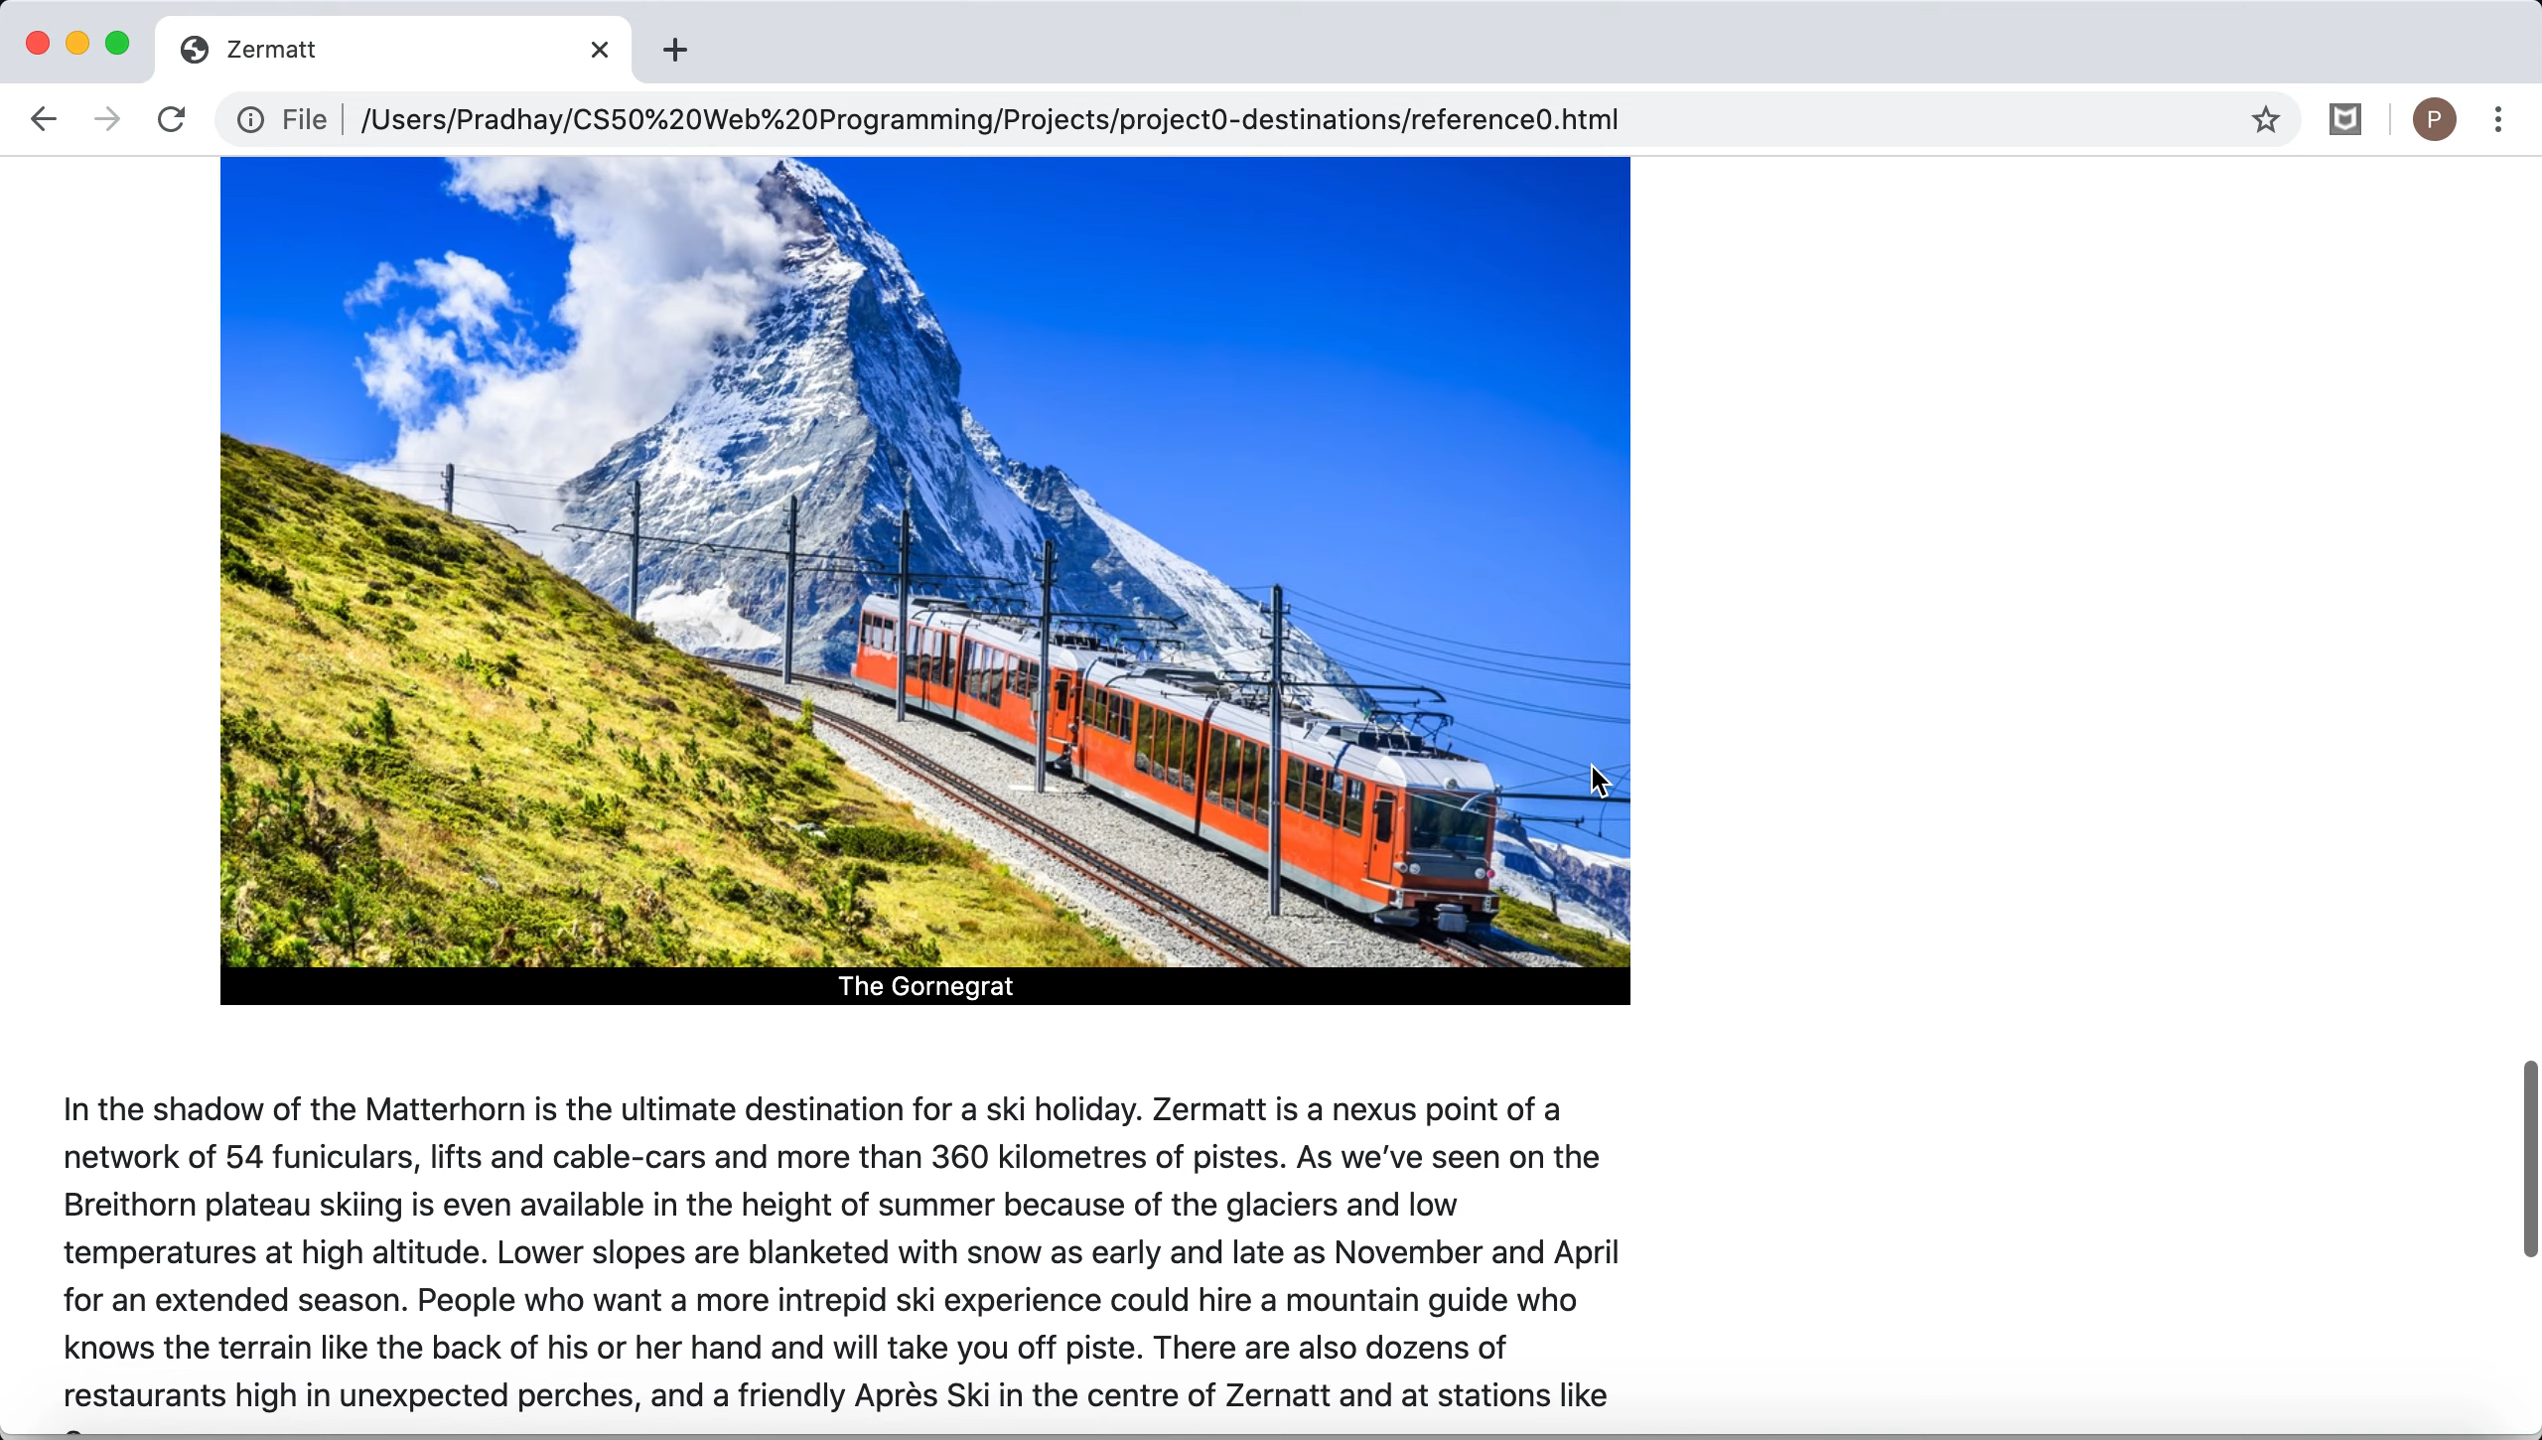 Zermatt
File
/Users/Pradhay/CS50%20Web%20Programming/Projects/project0-destinations/reference0.html
P
The Gornegrat
In the shadow of the Matterhorn is the ultimate destination for a ski holiday. Zermatt is a nexus point of a
network of 54 funiculars, lifts and cable-cars and more than 360 kilometres of pistes. As we’ve seen on the
Breithorn plateau skiing is even available in the height of summer because of the glaciers and low
temperatures at high altitude. Lower slopes are blanketed with snow as early and late as November and April
for an extended season. People who want a more intrepid ski experience could hire a mountain guide who
knows the terrain like the back of his or her hand and will take you off piste. There are also dozens of
restaurants high in unexpected perches, and a friendly Après Ski in the centre of Zernatt and at stations like